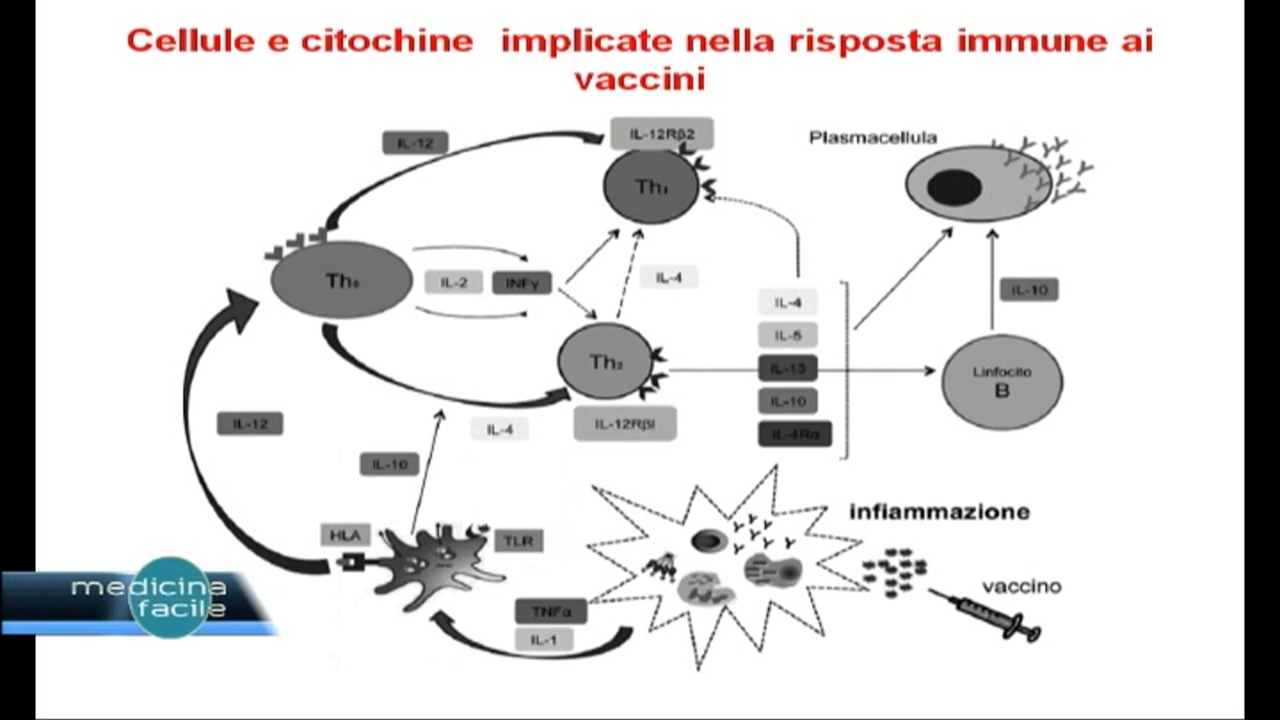 Cellule e citochine implicate nella risposta immune ai
vaccini
IL-12
IL-12Rβ2
Th₁
Plasmacellula
Th₀
IL-2
INFγ
IL-4
IL-4
IL-5
IL-13
IL-10
IL-4Rα
IL-10
Th₂
Linfocito
B
IL-12RβI
IL-12
IL-4
IL-10
HLA
TLR
infiammazione
vaccino
TNFα
IL-1
medicina
facile